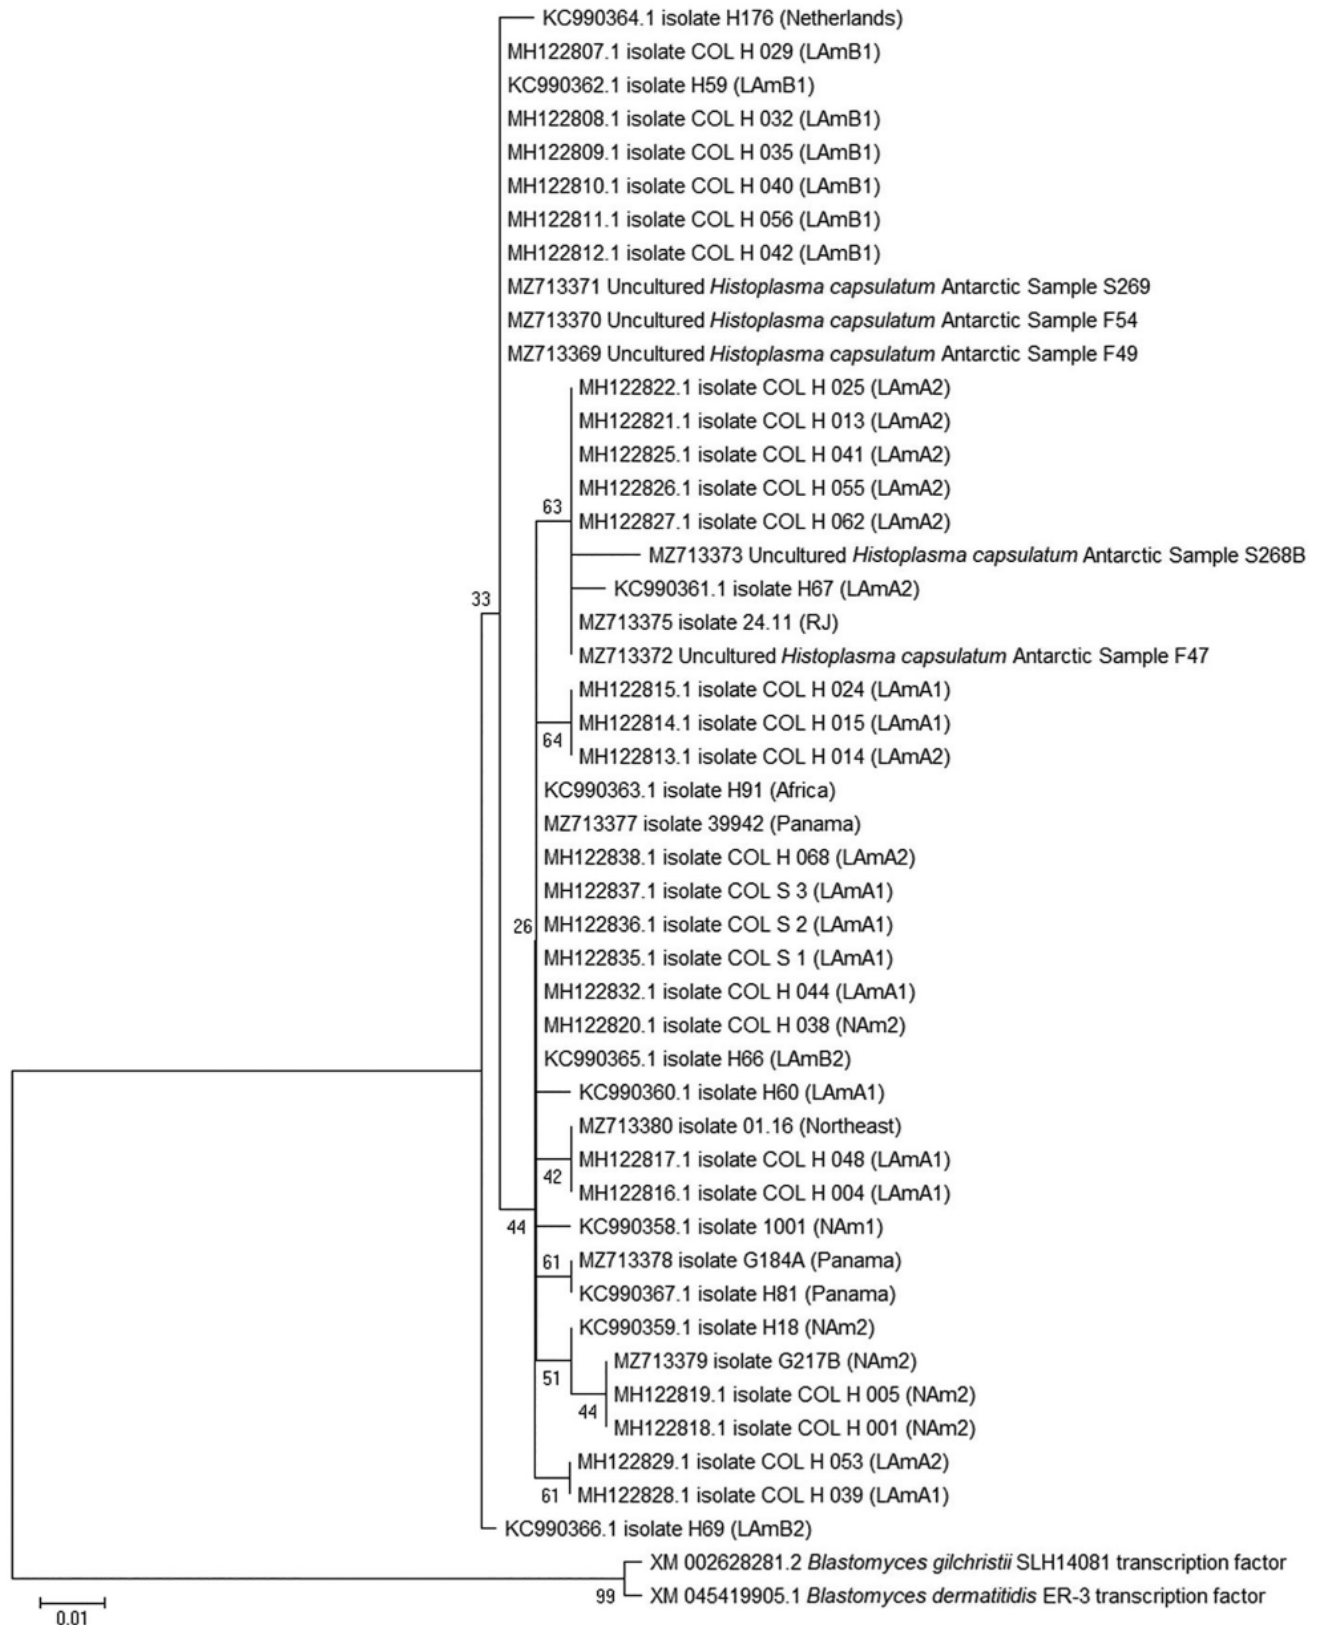 KC990364.1 isolate H176 (Netherlands)
MH122807.1 isolate COL H 029 (LAmB1)
KC990362.1 isolate H59 (LAmB1)
MH122808.1 isolate COL H 032 (LAmB1)
MH122809.1 isolate COL H 035 (LAmB1)
MH122810.1 isolate COL H 040 (LAmB1)
MH122811.1 isolate COL H 056 (LAmB1)
MH122812.1 isolate COL H 042 (LAmB1)
MZ713371 Uncultured Histoplasma capsulatum Antarctic Sample S269
MZ713370 Uncultured Histoplasma capsulatum Antarctic Sample F54
MZ713369 Uncultured Histoplasma capsulatum Antarctic Sample F49
MH122822.1 isolate COL H 025 (LAmA2)
MH122821.1 isolate COL H 013 (LAmA2)
MH122825.1 isolate COL H 041 (LAmA2)
MH122826.1 isolate COL H 055 (LAmA2)
63
MH122827.1 isolate COL H 062 (LAmA2)
MZ713373 Uncultured Histoplasma capsulatum Antarctic Sample S268B
KC990361.1 isolate H67 (LAmA2)
33
MZ713375 isolate 24.11 (RJ)
MZ713372 Uncultured Histoplasma capsulatum Antarctic Sample F47
MH122815.1 isolate COL H 024 (LAmA1)
MH122814.1 isolate COL H 015 (LAmA1)
64
MH122813.1 isolate COL H 014 (LAmA2)
KC990363.1 isolate H91 (Africa)
MZ713377 isolate 39942 (Panama)
MH122838.1 isolate COL H 068 (LAmA2)
MH122837.1 isolate COL S 3 (LAmA1)
26 MH122836.1 isolate COL S 2 (LAmA1)
MH122835.1 isolate COL S 1 (LAmA1)
MH122832.1 isolate COL H 044 (LAmA1)
MH122820.1 isolate COL H 038 (NAm2)
KC990365.1 isolate H66 (LAmB2)
KC990360.1 isolate H60 (LAmA1)
MZ713380 isolate 01.16 (Northeast)
MH122817.1 isolate COL H 048 (LAmA1)
42
MH122816.1 isolate COL H 004 (LAmA1)
44
KC990358.1 isolate 1001 (NAm1)
61 MZ713378 isolate G184A (Panama)
KC990367.1 isolate H81 (Panama)
KC990359.1 isolate H18 (NAm2)
MZ713379 isolate G217B (NAm2)
51
MH122819.1 isolate COL H 005 (NAm2)
44
MH122818.1 isolate COL H 001 (NAm2)
MH122829.1 isolate COL H 053 (LAmA2)
61 MH122828.1 isolate COL H 039 (LAmA1)
KC990366.1 isolate H69 (LAmB2)
XM 002628281.2 Blastomyces gilchristii SLH14081 transcription factor
99 XM 045419905.1 Blastomyces dermatitidis ER-3 transcription factor
0.01